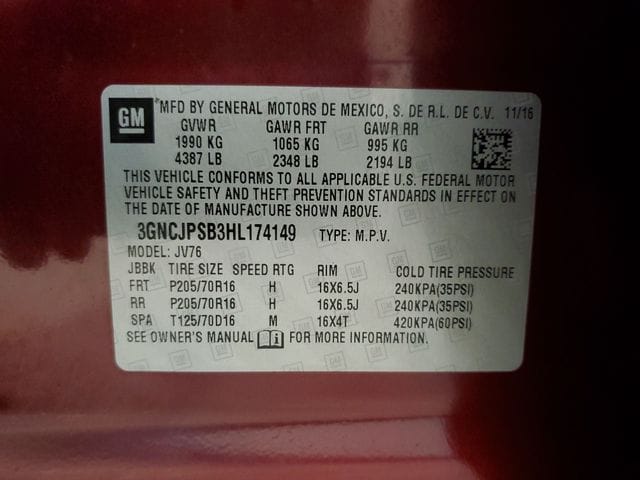 GM
*MFD BY GENERAL MOTORS DE MEXICO, S. DE R.L. DE C.V. 11/16
GVWR GAWR FRT GAWR RR
1990 KG 1065 KG 995 KG
4387 LB 2348 LB 2194 LB
THIS VEHICLE CONFORMS TO ALL APPLICABLE U.S. FEDERAL MOTOR
VEHICLE SAFETY AND THEFT PREVENTION STANDARDS IN EFFECT ON
THE DATE OF MANUFACTURE SHOWN ABOVE.
3GNCJPSB3HL174149 TYPE: M.P.V.
MODEL: JV76
JBBK TIRE SIZE SPEED RTG RIM COLD TIRE PRESSURE
FRT P205/70R16 H 16X6.5J 240KPA(35PSI)
RR P205/70R16 H 16X6.5J 240KPA(35PSI)
SPA T125/70D16 M 16X4T 420KPA(60PSI)
SEE OWNER'S MANUAL FOR MORE INFORMATION.